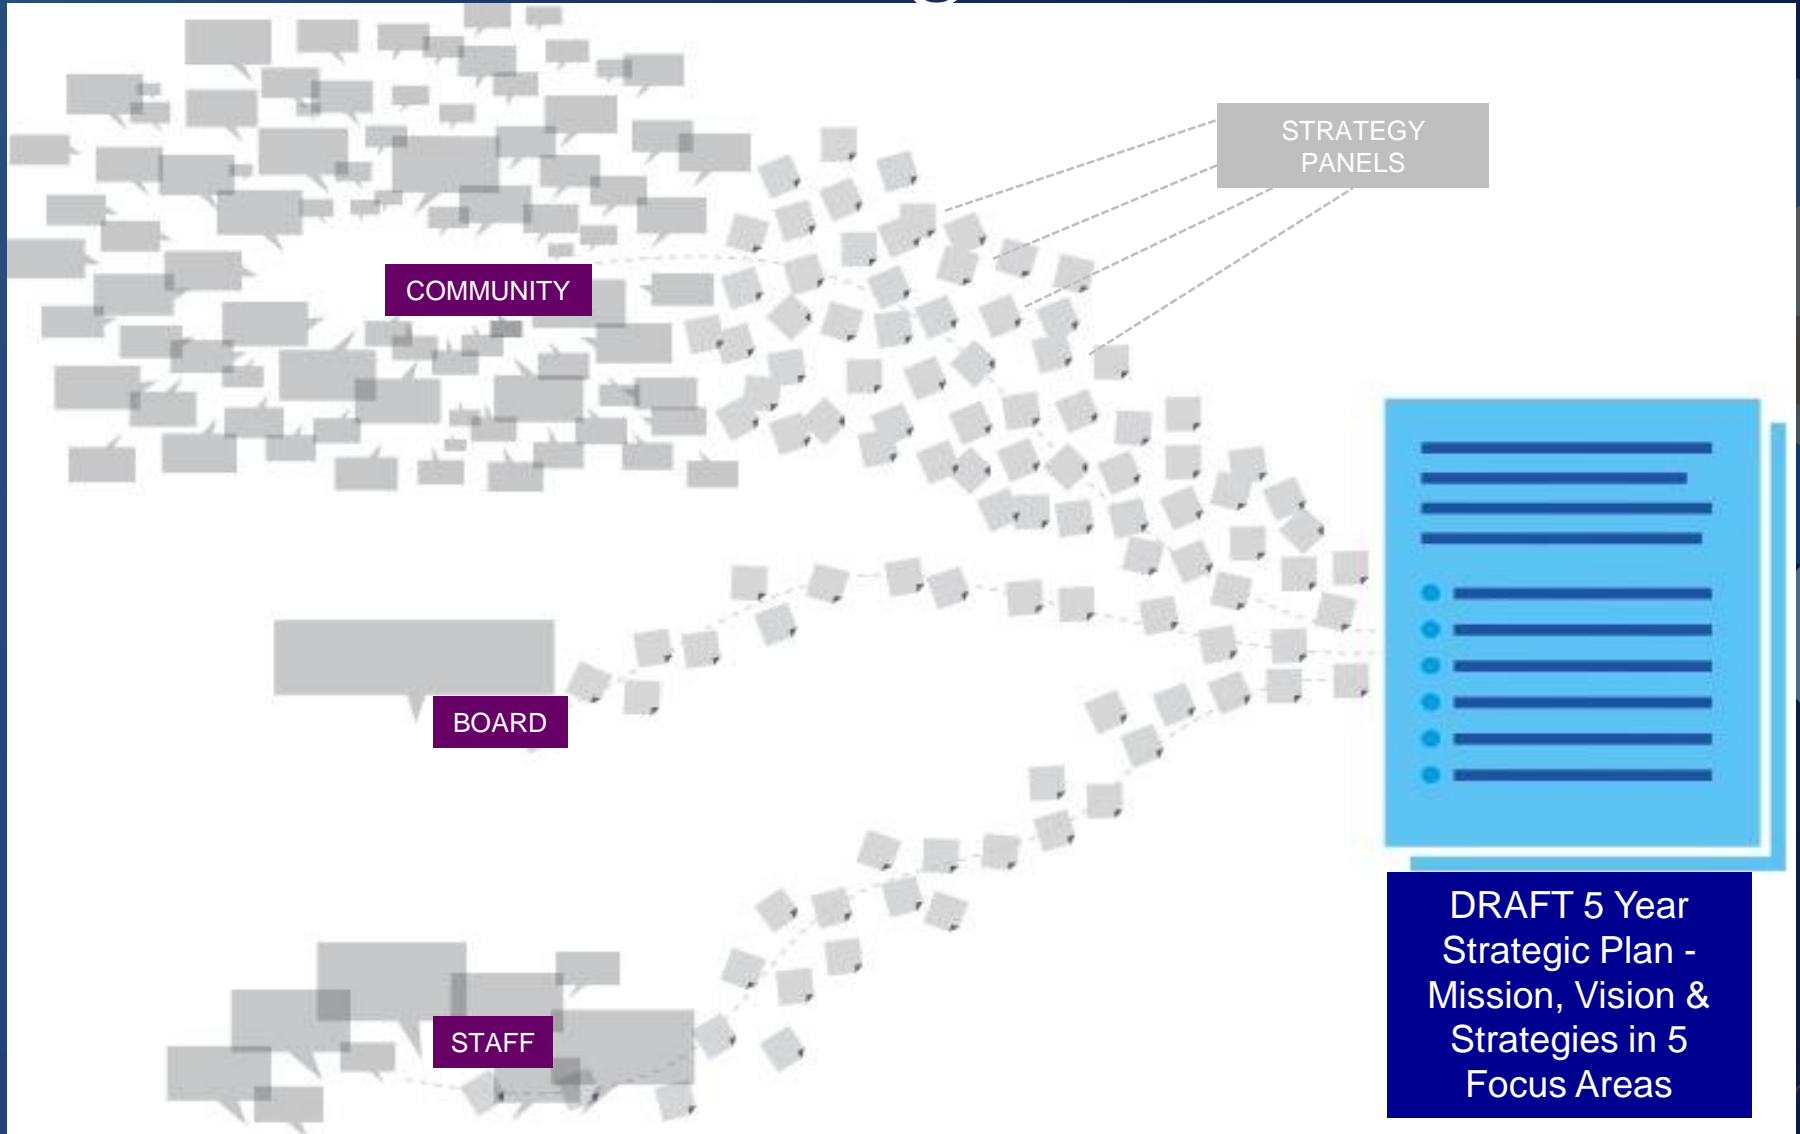 STRATEGY
PANELS
COMMUNITY
BOARD
STAFF
DRAFT 5 Year
Strategic Plan -
Mission, Vision &
Strategies in 5
Focus Areas